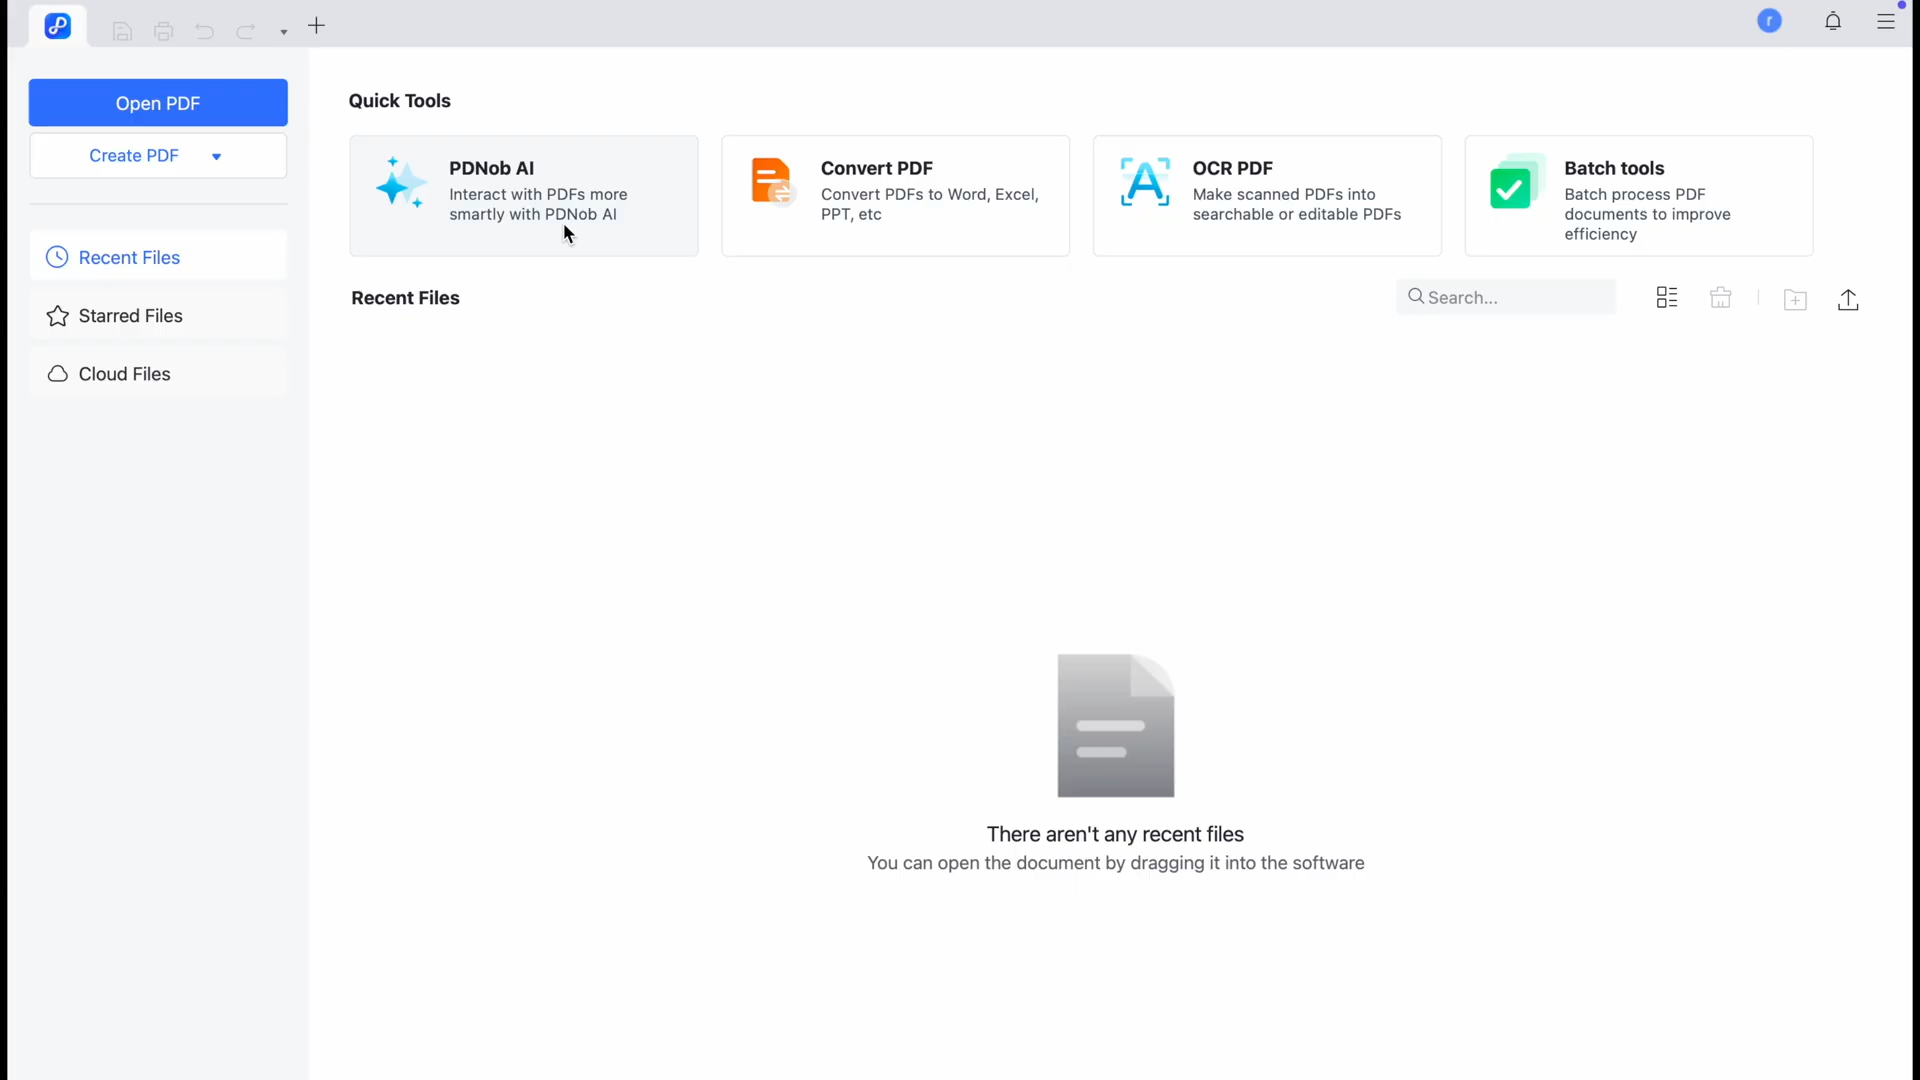 r
Open PDF
Create PDF
Recent Files
Starred Files
Cloud Files
Quick Tools
PDNob AI
Interact with PDFs more
smartly with PDNob AI
Convert PDF
Convert PDFs to Word, Excel,
PPT, etc
OCR PDF
Make scanned PDFs into
searchable or editable PDFs
Batch tools
Batch process PDF
documents to improve
efficiency
Recent Files
Search...
There aren't any recent files
You can open the document by dragging it into the software